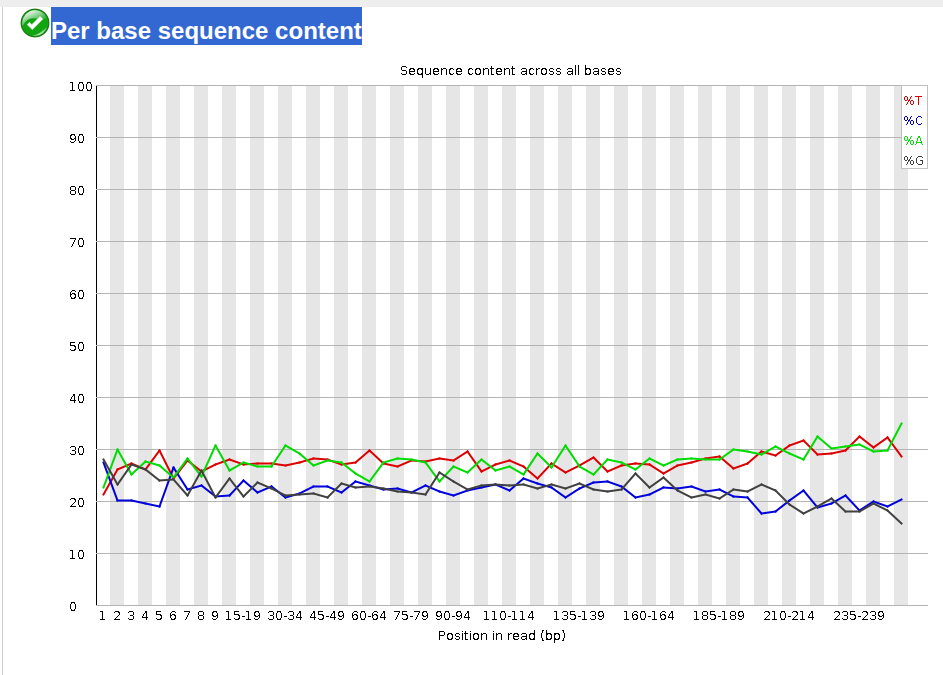 Per base sequence content
Sequence content across all bases
100
90
80
70
60
50
40
30
20
10
0
%T
%C
%A
%G
1 2 3 4 5 6 7 8 9 15-19 30-34 45-49 60-64 75-79 90-94 110-114 135-139 160-164 185-189 210-214 235-239
Position in read (bp)